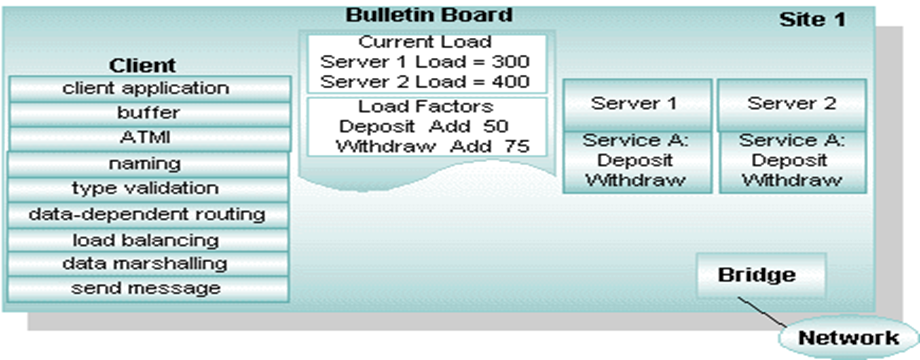 Bulletin Board
Site 1
Current Load
Server 1 Load = 300
Server 2 Load = 400
Load Factors
Deposit Add 50
Withdraw Add 75
Client
client application
buffer
ATMI
naming
type validation
data-dependent routing
load balancing
data marshalling
send message
Server 1
Service A:
Deposit
Withdraw
Server 2
Service A:
Deposit
Withdraw
Bridge
Network